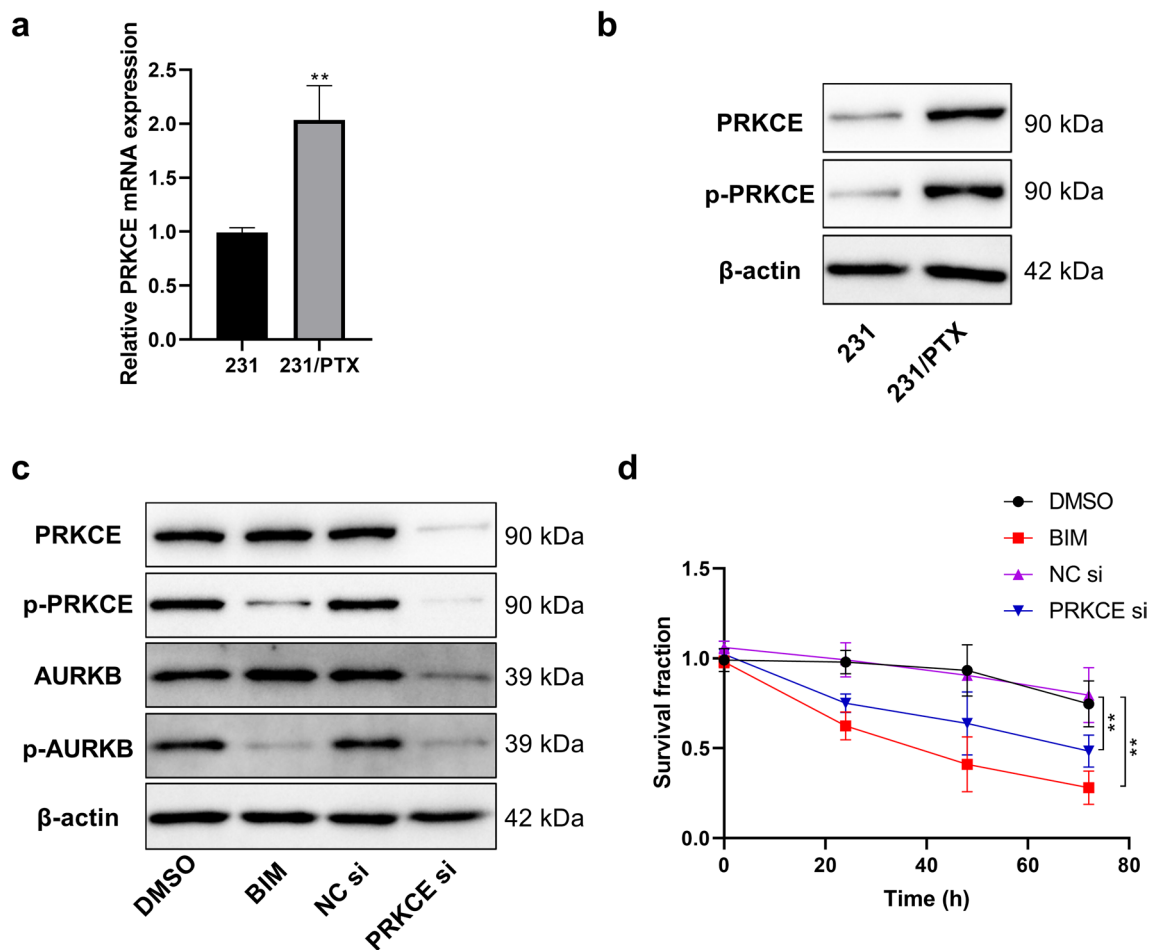 a
Relative PRKCE mRNA expression
2.5
2.0
1.5
1.0
0.5
0.0
**
231
231/PTX
b
PRKCE
90 kDa
p-PRKCE
90 kDa
β-actin
42 kDa
231
231/PTX
c
PRKCE
90 kDa
p-PRKCE
90 kDa
AURKB
39 kDa
p-AURKB
39 kDa
β-actin
42 kDa
DMSO
BIM
NC si
PRKCE si
d
DMSO
BIM
NC si
PRKCE si
Survival fraction
1.5
1.0
0.5
0.0
**
**
0
20
40
60
80
Time (h)